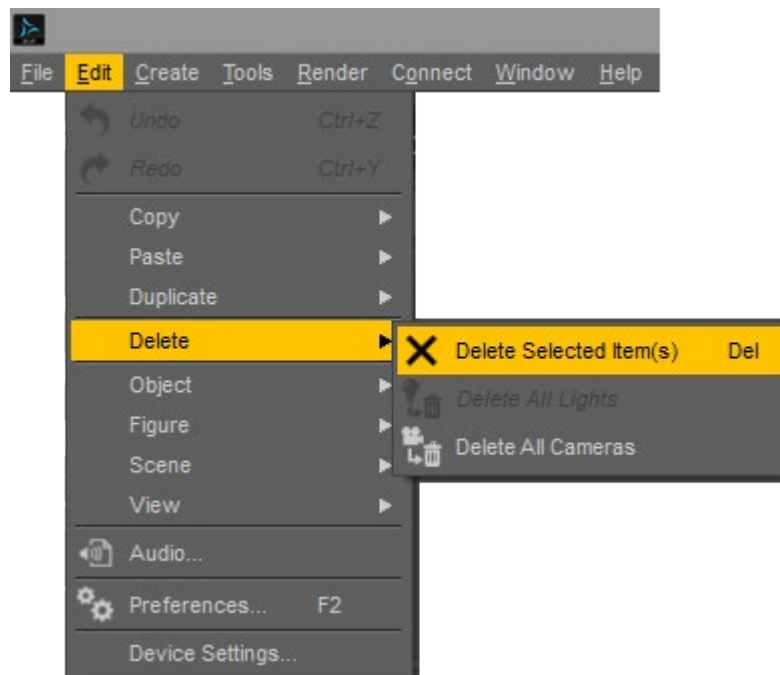 File Edit Create Tools Render Connect Window Help
Undo Ctrl+Z
Redo Ctrl+Y
Copy
Paste
Duplicate
Delete
Delete Selected Item(s) Del
Object
Delete All Lights
Figure
Delete All Cameras
Scene
View
Audio...
Preferences... F2
Device Settings...